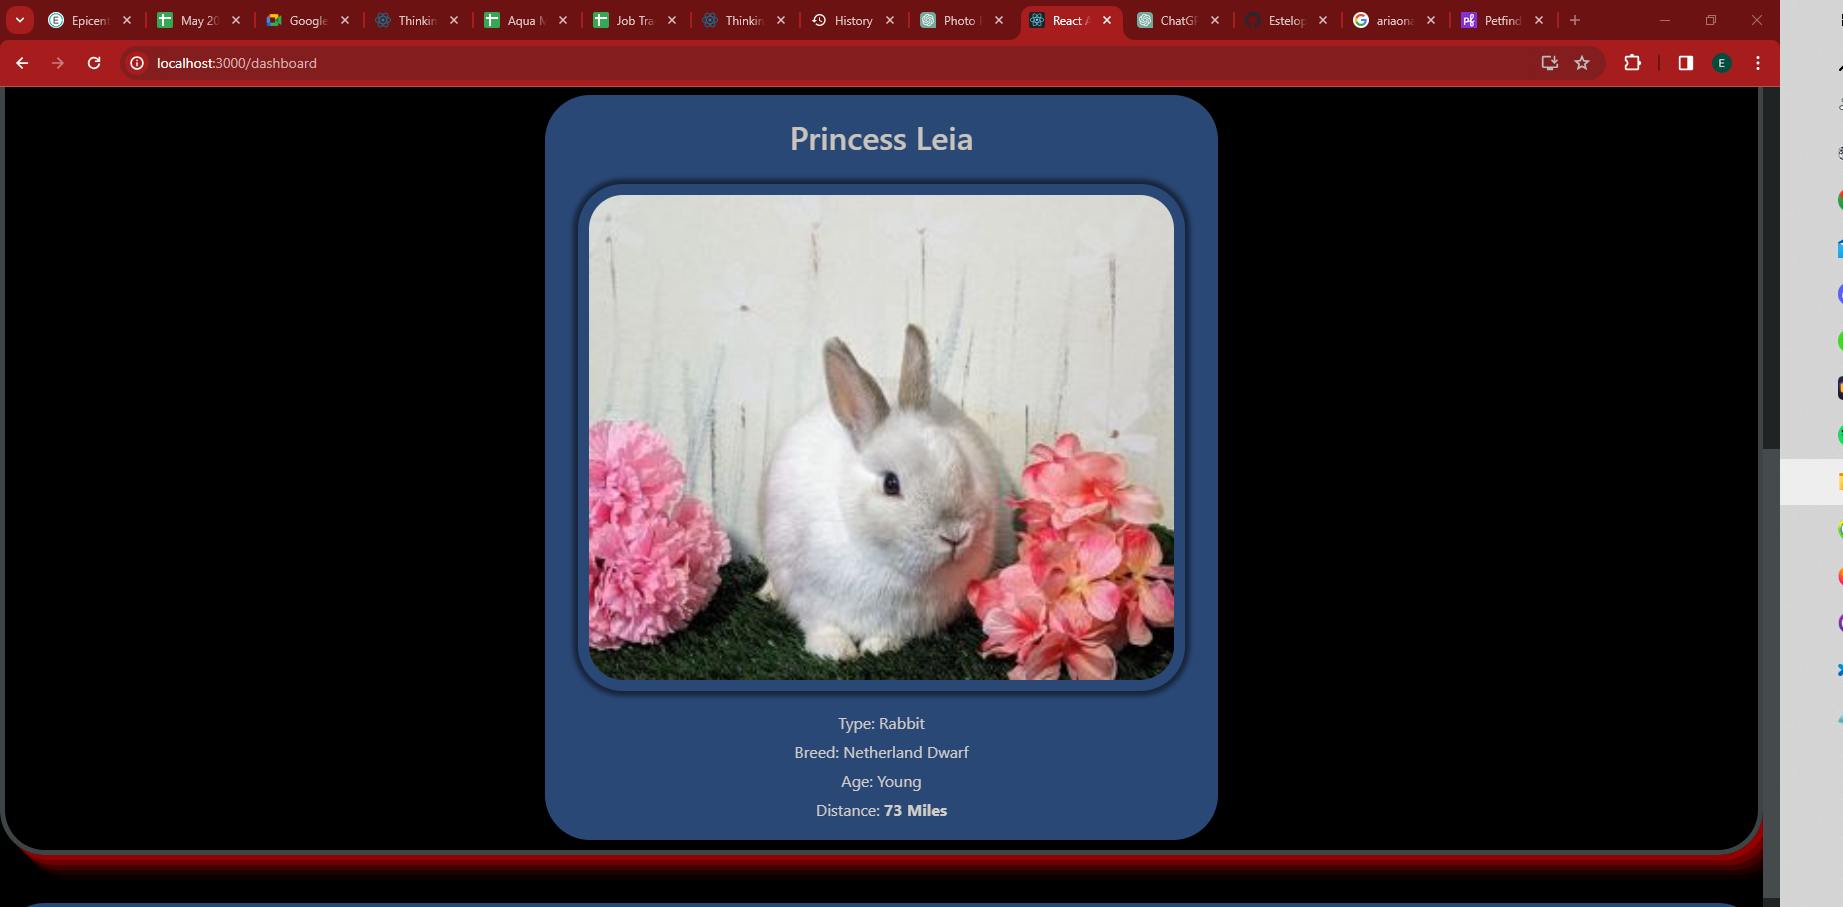 Epicent
May 20
Google
Thinkin
Aqua M
Job Tra
Thinkin
History
Photo
React A
ChatGP
Estelop
ariaona
Petfind
localhost:3000/dashboard
E
Princess Leia
Type: Rabbit
Breed: Netherland Dwarf
Age: Young
Distance: 73 Miles